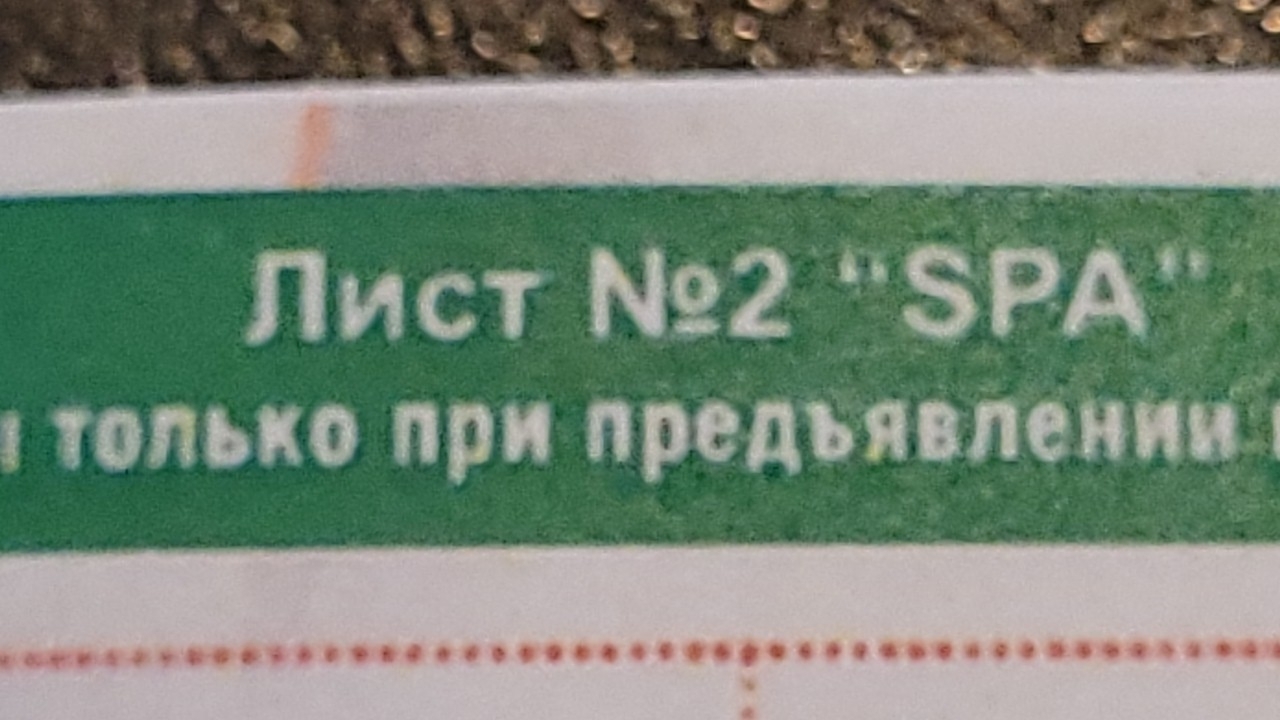 Лист №2 "SPA"
только при предъявлении